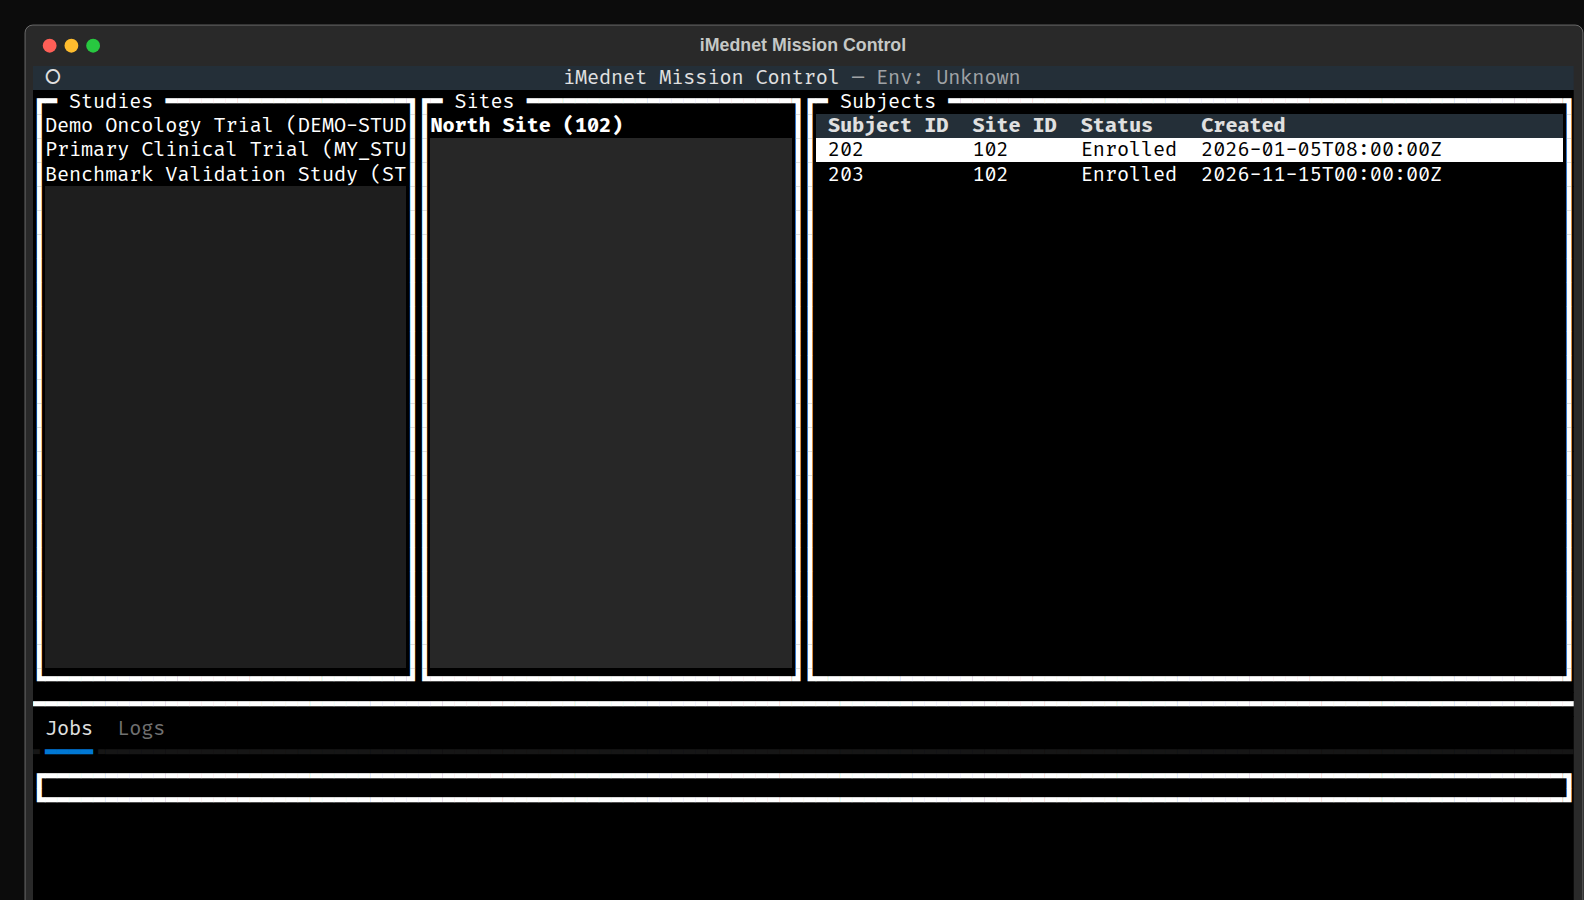 iMednet Mission Control
iMednet Mission Control — Env: Unknown
Studies
Demo Oncology Trial (DEMO-STUD
Primary Clinical Trial (MY_STU
Benchmark Validation Study (ST
Sites
North Site (102)
Subjects
Subject ID Site ID Status Created
202 102 Enrolled 2026-01-05T08:00:00Z
203 102 Enrolled 2026-11-15T00:00:00Z
Jobs Logs